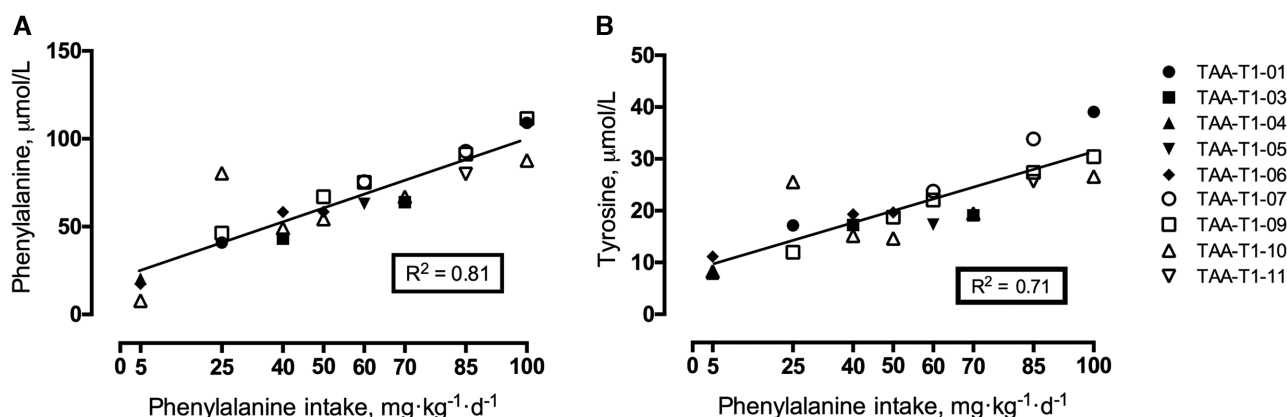 A
Phenylalanine, μmol/L
150
100
50
0
R² = 0.81
0 5 25 40 50 60 70 85 100
Phenylalanine intake, mg·kg⁻¹·d⁻¹
B
Tyrosine, μmol/L
50
40
30
20
10
0
R² = 0.71
0 5 25 40 50 60 70 85 100
Phenylalanine intake, mg·kg⁻¹·d⁻¹
TAA-T1-01
TAA-T1-03
TAA-T1-04
TAA-T1-05
TAA-T1-06
TAA-T1-07
TAA-T1-09
TAA-T1-10
TAA-T1-11